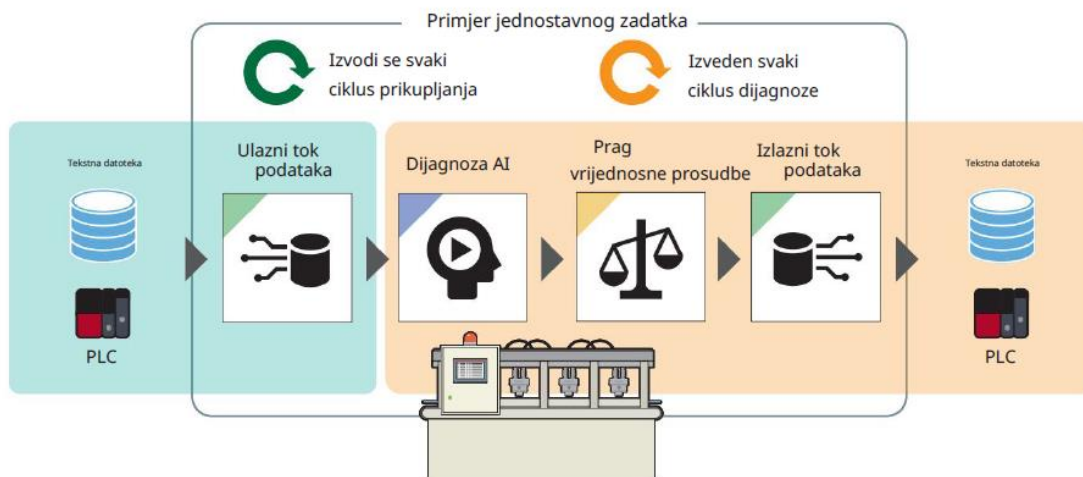 Primjer jednostavnog zadatka
Izvodi se svaki
ciklus prikupljanja
Izveden svaki
ciklus dijagnoze
Tekstna datoteka
PLC
Ulazni tok
podataka
Dijagnoza AI
Prag
vrijednosne prosudbe
Izlazni tok
podataka
Tekstna datoteka
PLC